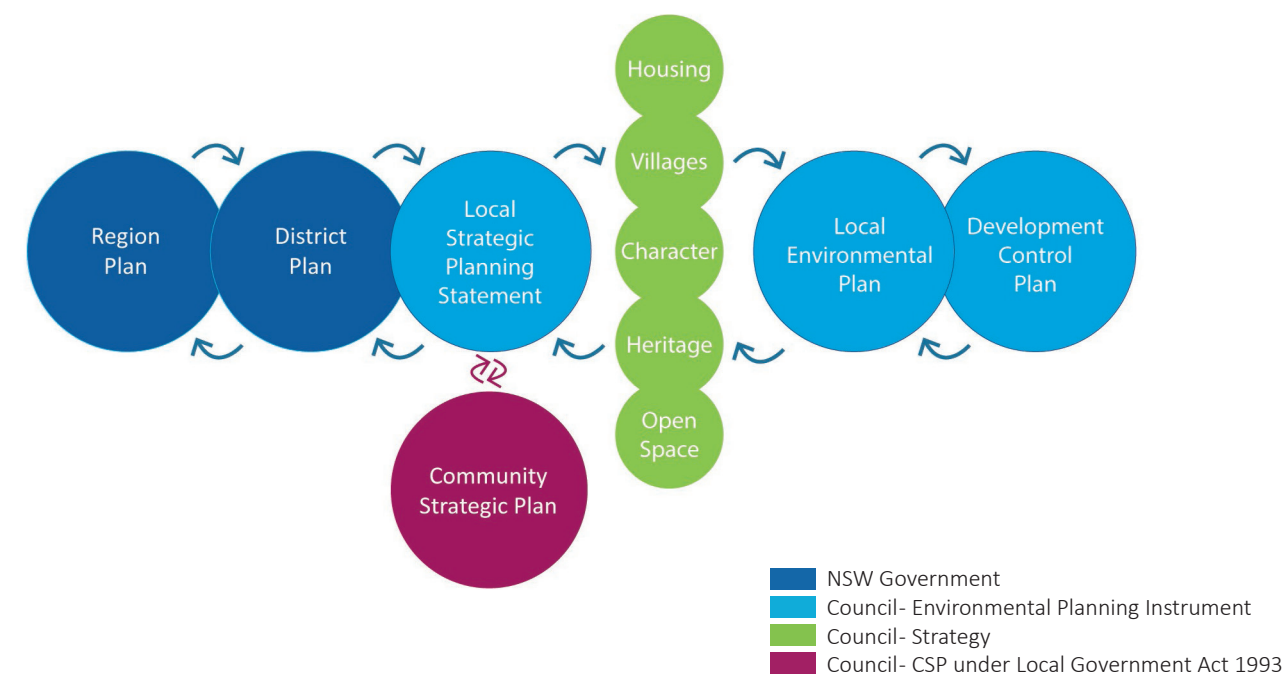 Region
Plan
District
Plan
Local
Strategic
Planning
Statement
Community
Strategic Plan
Housing
Villages
Character
Heritage
Open
Space
Local
Environmental
Plan
Development
Control
Plan
NSW Government
Council- Environmental Planning Instrument
Council- Strategy
Council- CSP under Local Government Act 1993